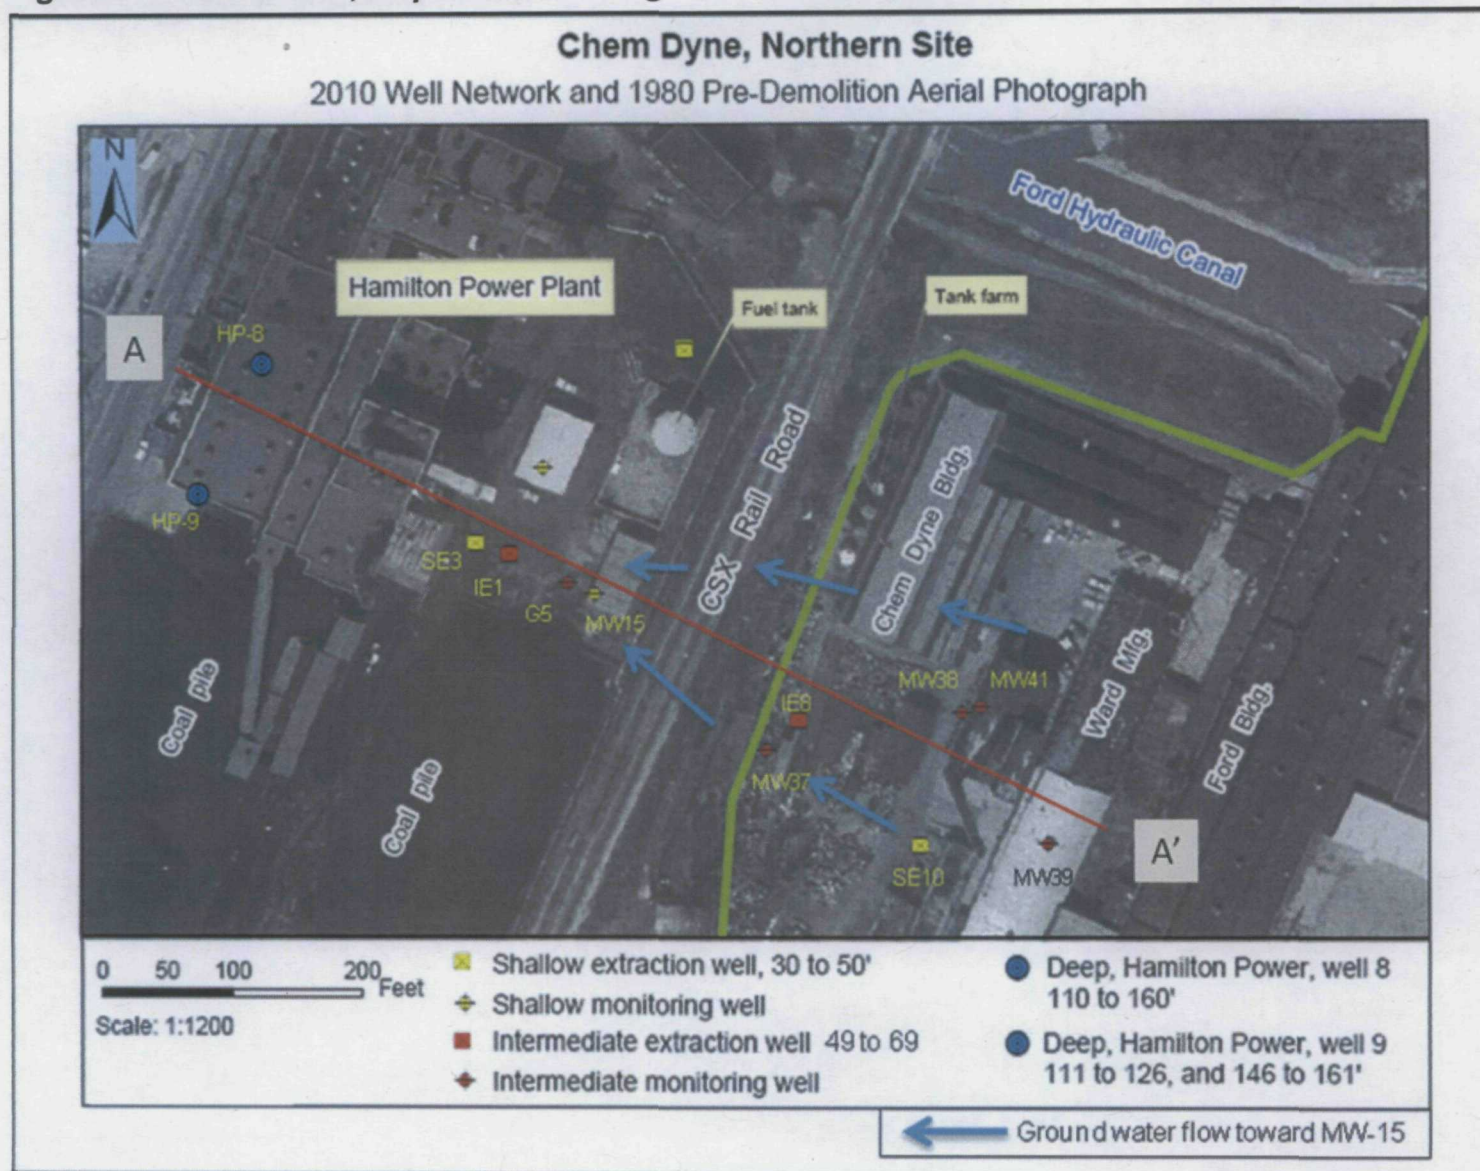 Chem Dyne, Northern Site
2010 Well Network and 1980 Pre-Demolition Aerial Photograph
N
Ford Hydraulic Canal
Hamilton Power Plant
Fuel tank
Tank farm
A
HP-8
HP-9
CSX Rail Road
Chem Dyne Bldg.
SE3
IE1
G5
MW15
MW38
MW41
Ward Mfg.
Ford Bldg.
IE8
MW37
Coal pile
Coal pile
SE10
MW39
A'
0 50 100 200 Feet
Scale: 1:1200
Shallow extraction well, 30 to 50'
Shallow monitoring well
Intermediate extraction well 49 to 69
Intermediate monitoring well
Deep, Hamilton Power, well 8
110 to 160'
Deep, Hamilton Power, well 9
111 to 126, and 146 to 161'
Ground water flow toward MW-15